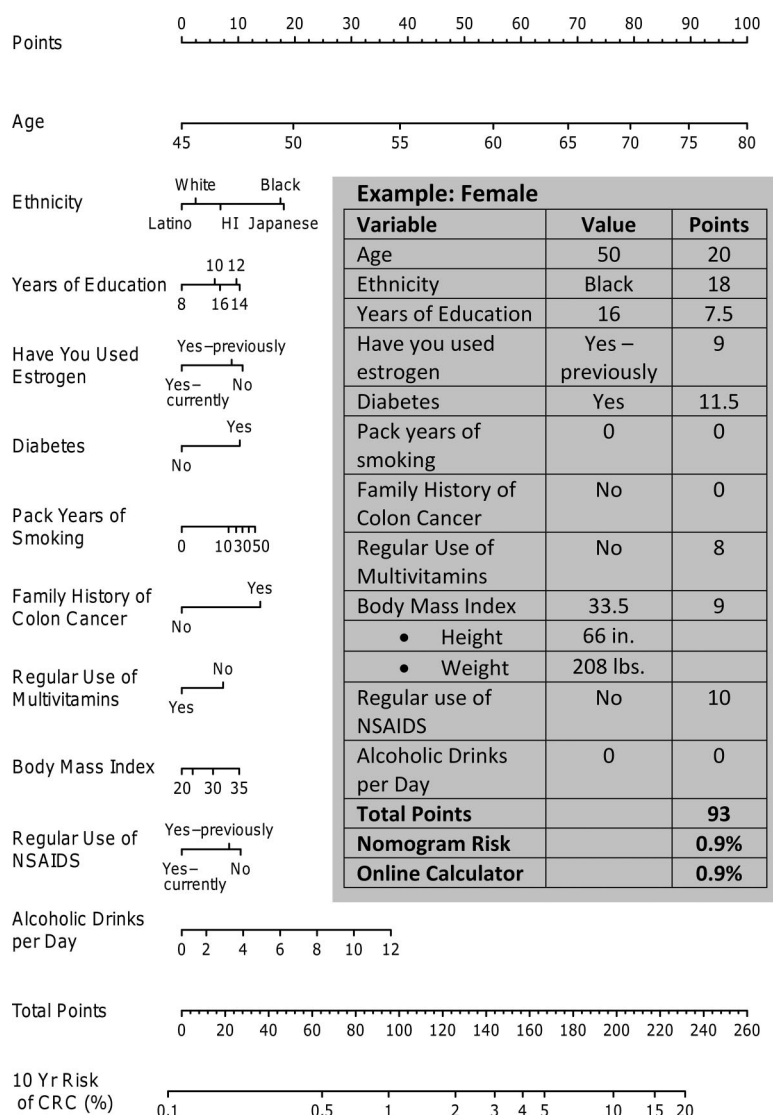 0 10 20 30 40 50 60 70 80 90 100
Points
Age
45 50 55 60 65 70 75 80
White Black
Ethnicity
Latino HI Japanese
10 12
Years of Education
8 16 14
Yes–previously
Have You Used
Estrogen
Yes– No
currently
Yes
Diabetes
No
Pack Years of
Smoking
0 10 30 50
Yes
Family History of
Colon Cancer
No
No
Regular Use of
Multivitamins
Yes
Body Mass Index
20 30 35
Yes–previously
Regular Use of
NSAIDS
Yes– No
currently
Alcoholic Drinks
per Day
0 2 4 6 8 10 12
Total Points
0 20 40 60 80 100 120 140 160 180 200 220 240 260
10 Yr Risk
of CRC (%)
0.1 0.5 1 2 3 4 5 10 15 20
Example: Female
Variable Value Points
Age 50 20
Ethnicity Black 18
Years of Education 16 7.5
Have you used Yes – 9
estrogen previously
Diabetes Yes 11.5
Pack years of 0 0
smoking
Family History of No 0
Colon Cancer
Regular Use of No 8
Multivitamins
Body Mass Index 33.5 9
• Height 66 in.
• Weight 208 lbs.
Regular use of No 10
NSAIDS
Alcoholic Drinks 0 0
per Day
Total Points 93
Nomogram Risk 0.9%
Online Calculator 0.9%